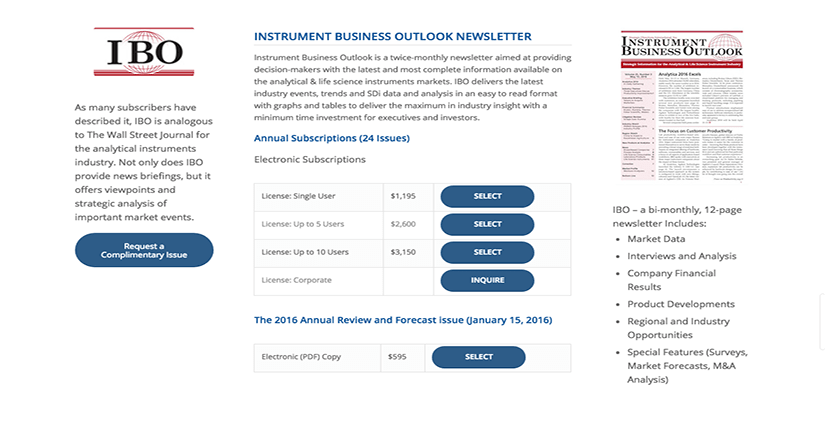 IBO
As many subscribers have
described it, IBO is analogous
to The Wall Street Journal for
the analytical instruments
industry. Not only does IBO
provide news briefings, but it
offers viewpoints and
strategic analysis of
important market events.
Request a
Complimentary Issue
INSTRUMENT BUSINESS OUTLOOK NEWSLETTER
Instrument Business Outlook is a twice-monthly newsletter aimed at providing
decision-makers with the latest and most complete information available on
the analytical & life science instruments markets. IBO delivers the latest
industry events, trends and SDi data and analysis in an easy to read format
with graphs and tables to deliver the maximum in industry insight with a
minimum time investment for executives and investors.
Annual Subscriptions (24 Issues)
Electronic Subscriptions
License: Single User $1,195 SELECT
License: Up to 5 Users $2,600 SELECT
License: Up to 10 Users $3,150 SELECT
License: Corporate INQUIRE
The 2016 Annual Review and Forecast issue (January 15, 2016)
Electronic (PDF) Copy $595 SELECT
INSTRUMENT
BUSINESS OUTLOOK
Strategic Information for the Analytical & Life Science Instrument Industry
Analytica 2016 Excels
The Focus on Customer Productivity
IBO – a bi-monthly, 12-page
newsletter Includes:
• Market Data
• Interviews and Analysis
• Company Financial
Results
• Product Developments
• Regional and Industry
Opportunities
• Special Features (Surveys,
Market Forecasts, M&A
Analysis)